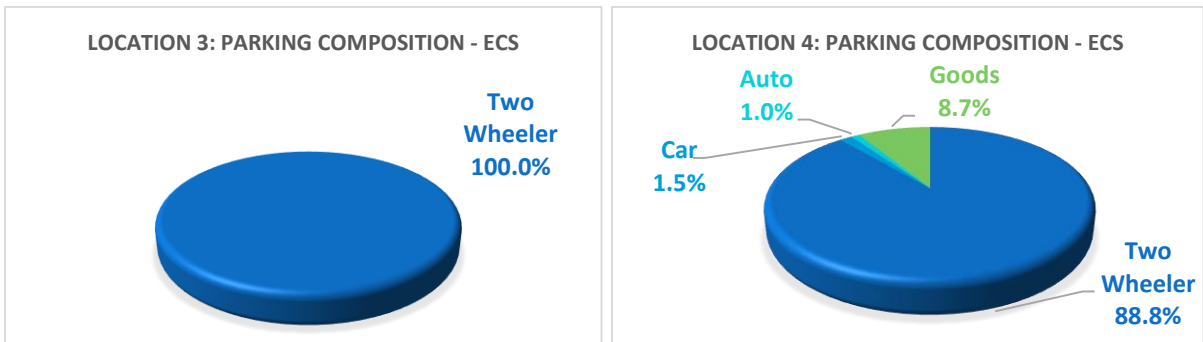 LOCATION 3: PARKING COMPOSITION - ECS
Two
Wheeler
100.0%
LOCATION 4: PARKING COMPOSITION - ECS
Auto
1.0%
Goods
8.7%
Car
1.5%
Two
Wheeler
88.8%